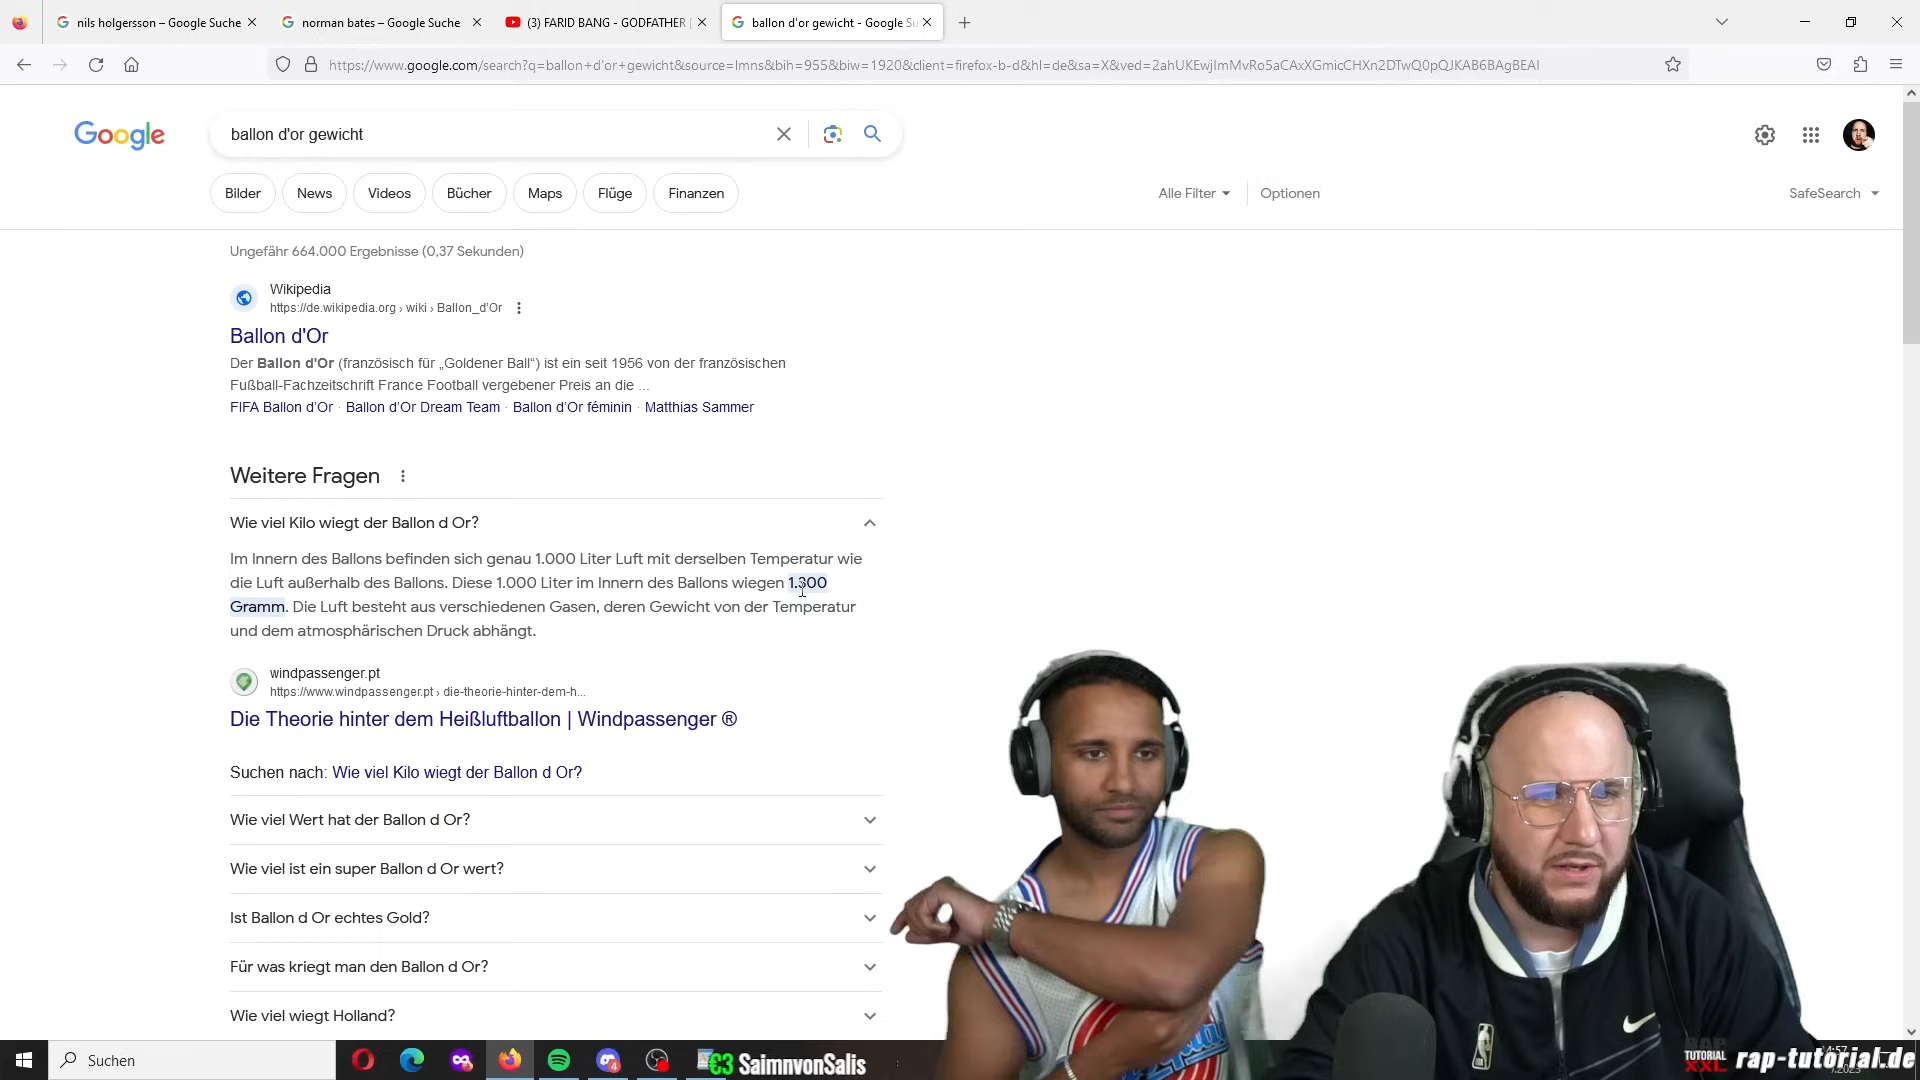 nils holgersson – Google Suche
norman bates – Google Suche
(3) FARID BANG - GODFATHER
ballon d'or gewicht - Google Su
https://www.google.com/search?q=ballon+d'or+gewicht&source=lmns&bih=955&biw=1920&client=firefox-b-d&hl=de&sa=X&ved=2ahUKEwjImMvRo5aCAxXGmicCHXn2DTwQ0pQJKAB6BAgBEAI
Google
ballon d'or gewicht
Bilder
News
Videos
Bücher
Maps
Flüge
Finanzen
Alle Filter
Optionen
SafeSearch
Ungefähr 664.000 Ergebnisse (0,37 Sekunden)
Wikipedia
https://de.wikipedia.org › wiki › Ballon_d'Or
Ballon d'Or
Der Ballon d'Or (französisch für „Goldener Ball“) ist ein seit 1956 von der französischen
Fußball-Fachzeitschrift France Football vergebener Preis an die ...
FIFA Ballon d'Or · Ballon d'Or Dream Team · Ballon d'Or féminin · Matthias Sammer
Weitere Fragen
Wie viel Kilo wiegt der Ballon d Or?
Im Innern des Ballons befinden sich genau 1.000 Liter Luft mit derselben Temperatur wie
die Luft außerhalb des Ballons. Diese 1.000 Liter im Innern des Ballons wiegen 1.300
Gramm. Die Luft besteht aus verschiedenen Gasen, deren Gewicht von der Temperatur
und dem atmosphärischen Druck abhängt.
windpassenger.pt
https://www.windpassenger.pt › die-theorie-hinter-dem-h...
Die Theorie hinter dem Heißluftballon | Windpassenger ®
Suchen nach: Wie viel Kilo wiegt der Ballon d Or?
Wie viel Wert hat der Ballon d Or?
Wie viel ist ein super Ballon d Or wert?
Ist Ballon d Or echtes Gold?
Für was kriegt man den Ballon d Or?
Wie viel wiegt Holland?
Suchen
4
€3 SaimnvonSalis
TUTORIAL
XXL
rap-tutorial.de